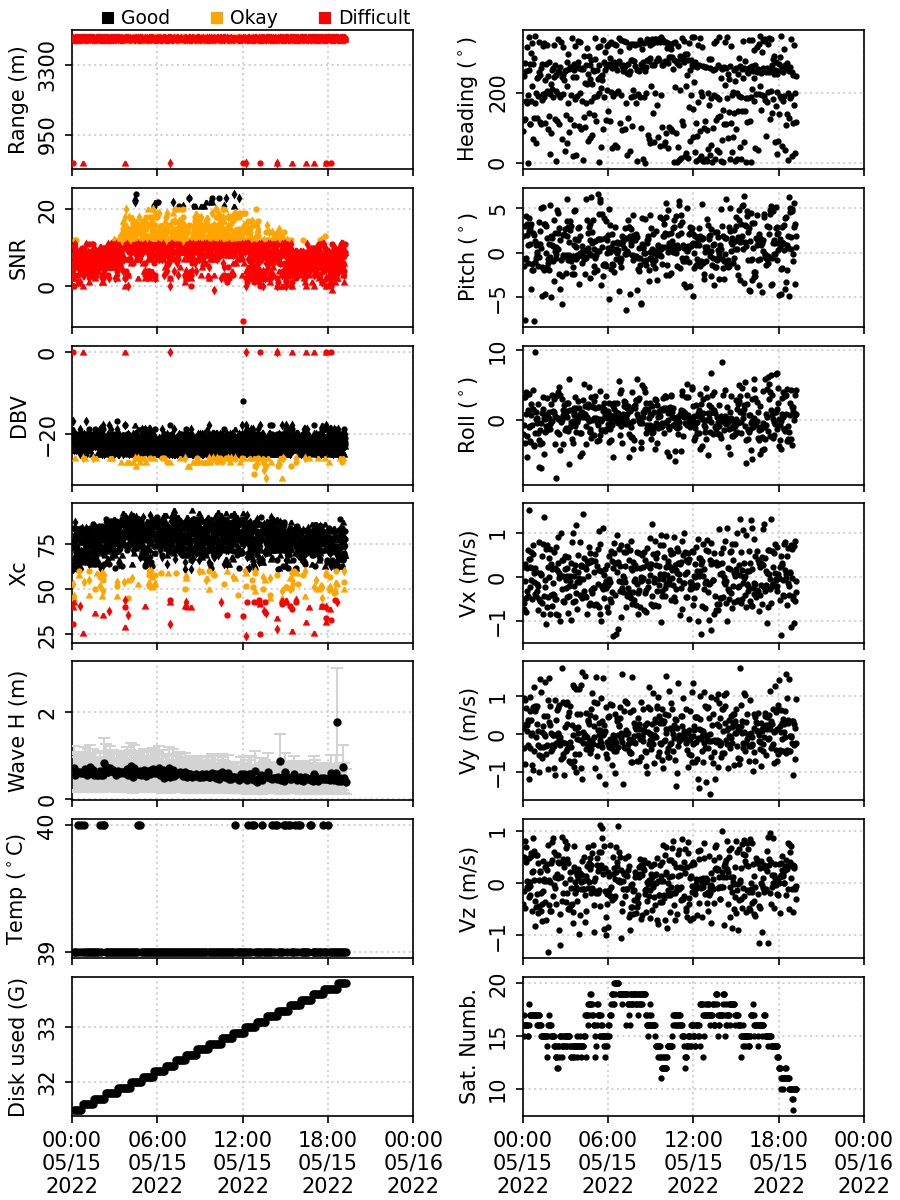 Good Okay Difficult
Range (m)
3300
950
Heading (°)
200
0
SNR
20
0
Pitch (°)
5
0
−5
DBV
0
−20
Roll (°)
10
0
Xc
75
50
25
Vx (m/s)
1
0
−1
Wave H (m)
2
0
Vy (m/s)
1
0
−1
Temp (°C)
40
39
Vz (m/s)
1
0
−1
Disk used (G)
33
32
Sat. Numb.
20
15
10
00:00 06:00 12:00 18:00 00:00
05/15 05/15 05/15 05/15 05/16
2022 2022 2022 2022 2022
00:00 06:00 12:00 18:00 00:00
05/15 05/15 05/15 05/15 05/16
2022 2022 2022 2022 2022